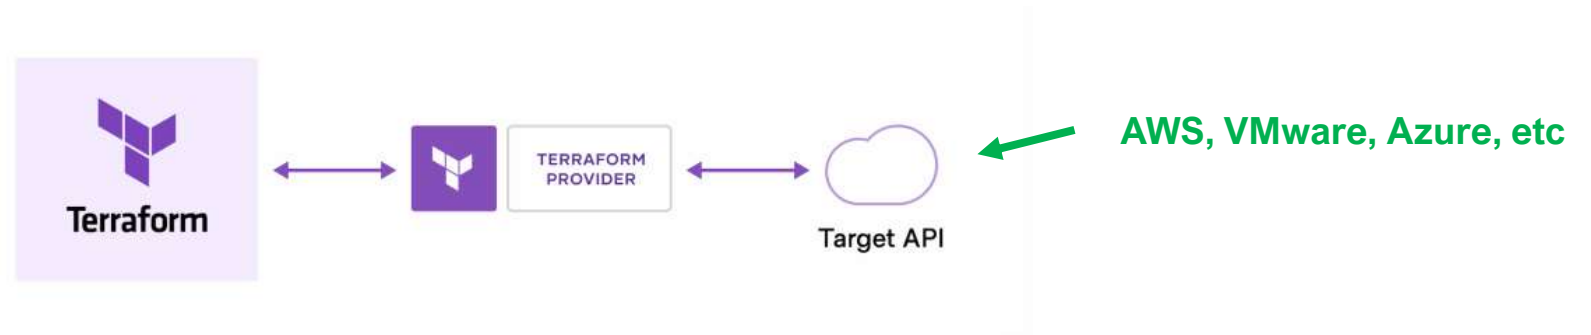 Terraform
TERRAFORM
PROVIDER
Target API
AWS, VMware, Azure, etc